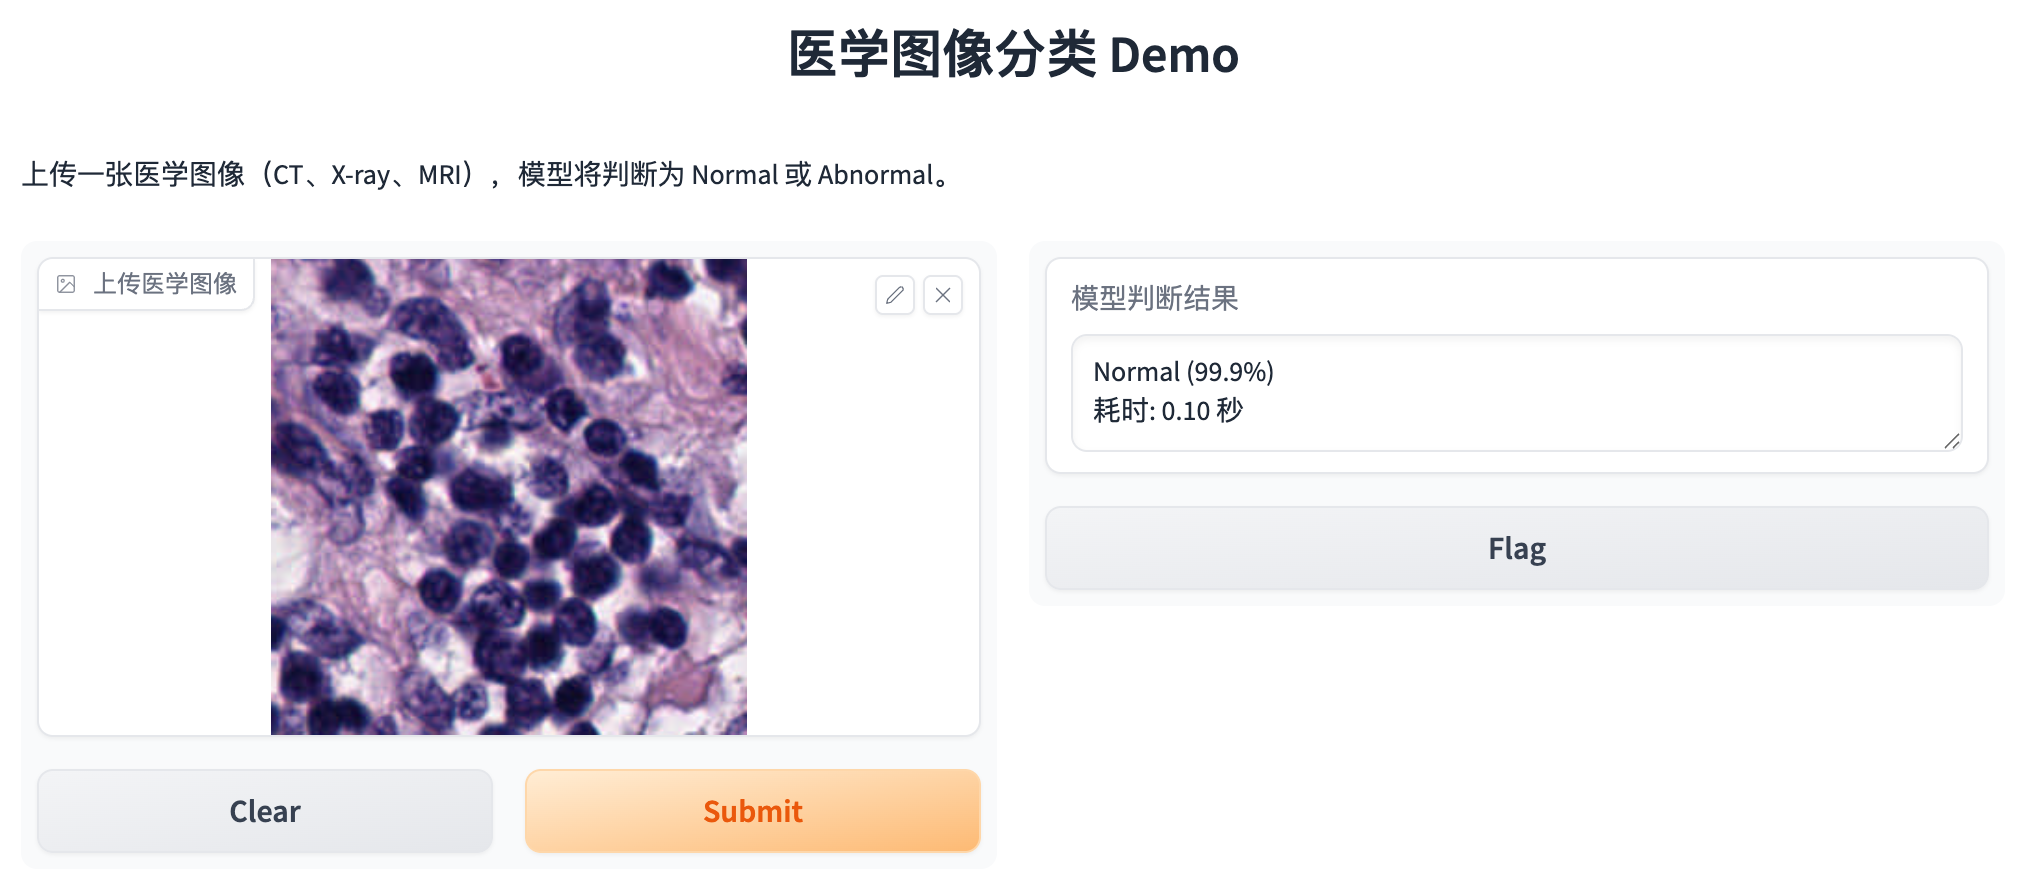 医学图像分类 Demo
上传一张医学图像（CT、X-ray、MRI），模型将判断为 Normal 或 Abnormal。
上传医学图像
Clear
Submit
模型判断结果
Normal (99.9%)
耗时: 0.10 秒
Flag